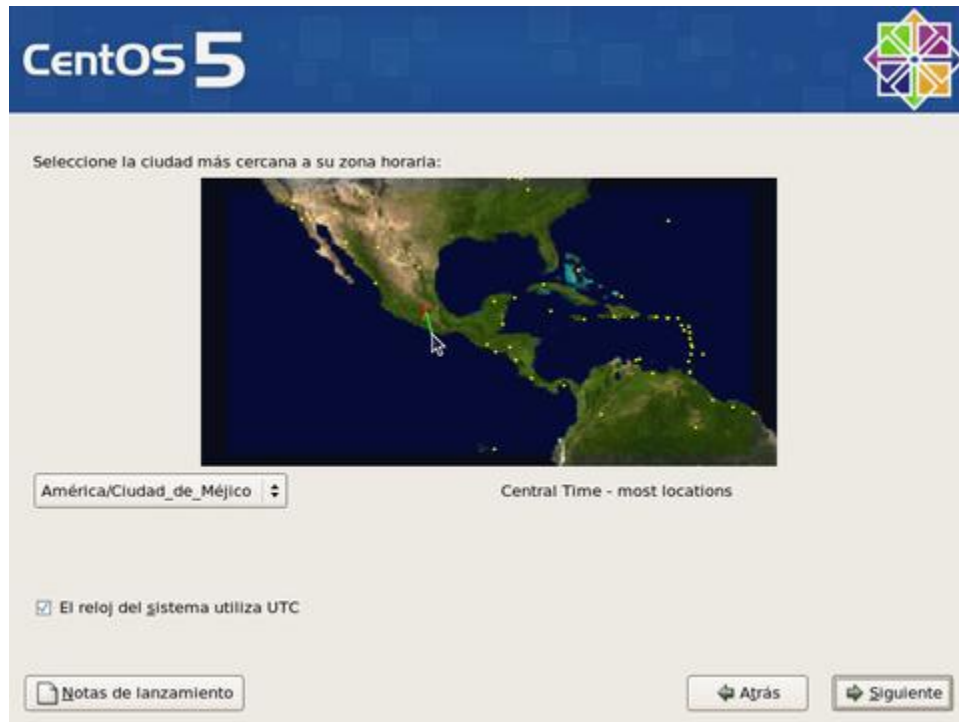 CentOS 5
Seleccione la ciudad más cercana a su zona horaria:
América/Ciudad_de_Méjico
Central Time - most locations
El reloj del sistema utiliza UTC
Notas de lanzamiento
Atrás
Siguiente